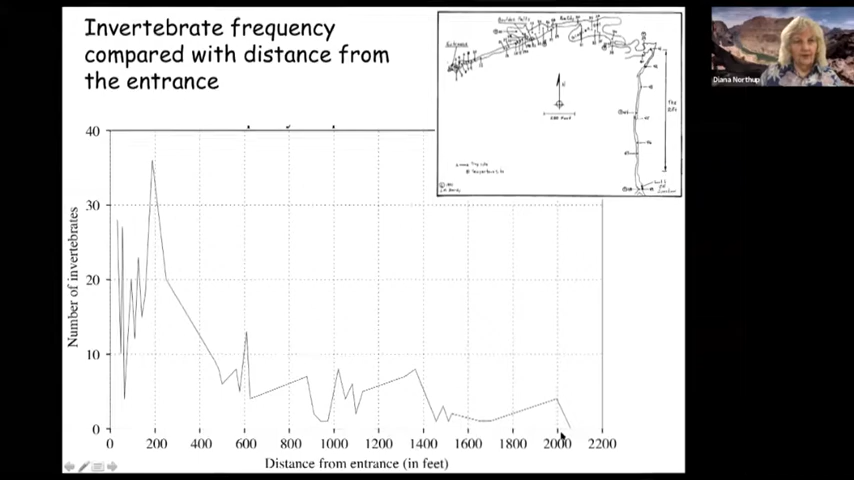 Invertebrate frequency
compared with distance from
the entrance
Entrance
N
Diana Northup
40
30
20
10
0
Number of invertebrates
0 200 400 600 800 1000 1200 1400 1600 1800 2000 2200
Distance from entrance (in feet)